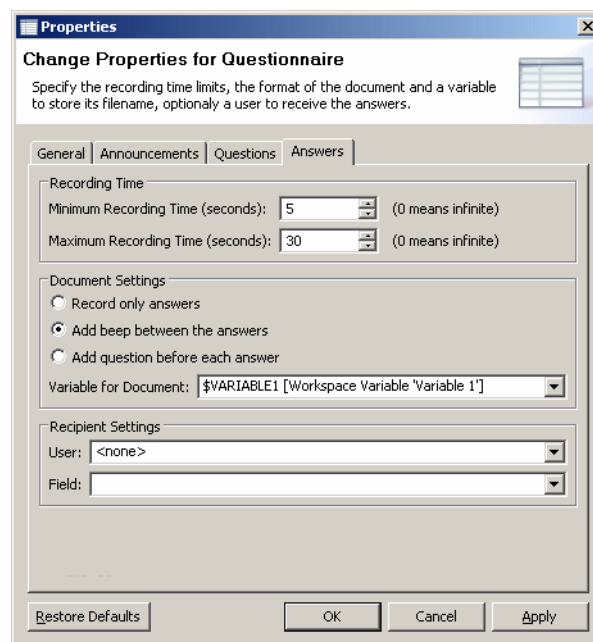 Properties
Change Properties for Questionnaire
Specify the recording time limits, the format of the document and a variable
to store its filename, optionaly a user to receive the answers.
General Announcements Questions Answers
Recording Time
Minimum Recording Time (seconds): 5 (0 means infinite)
Maximum Recording Time (seconds): 30 (0 means infinite)
Document Settings
Record only answers
Add beep between the answers
Add question before each answer
Variable for Document: $VARIABLE1 [Workspace Variable 'Variable 1']
Recipient Settings
User: <none>
Field:
Restore Defaults OK Cancel Apply